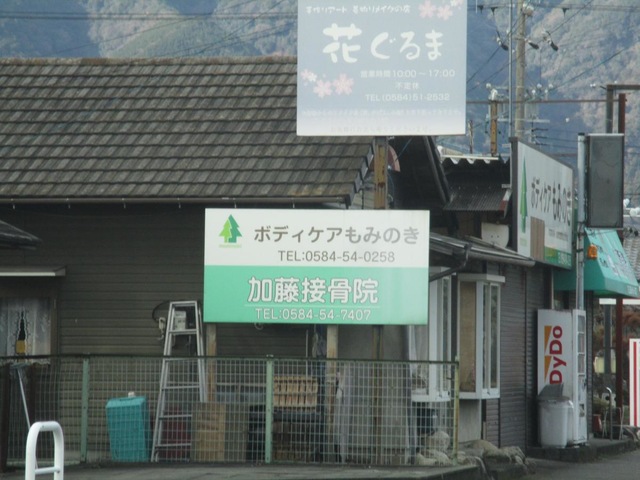 花ぐるま
営業時間10:00〜17:00
不定休
TEL(0584)51-2532
ボディケアもみのき
TEL:0584-54-0258
加藤接骨院
TEL:0584-54-7407
ボディケアもみのき
DyDo